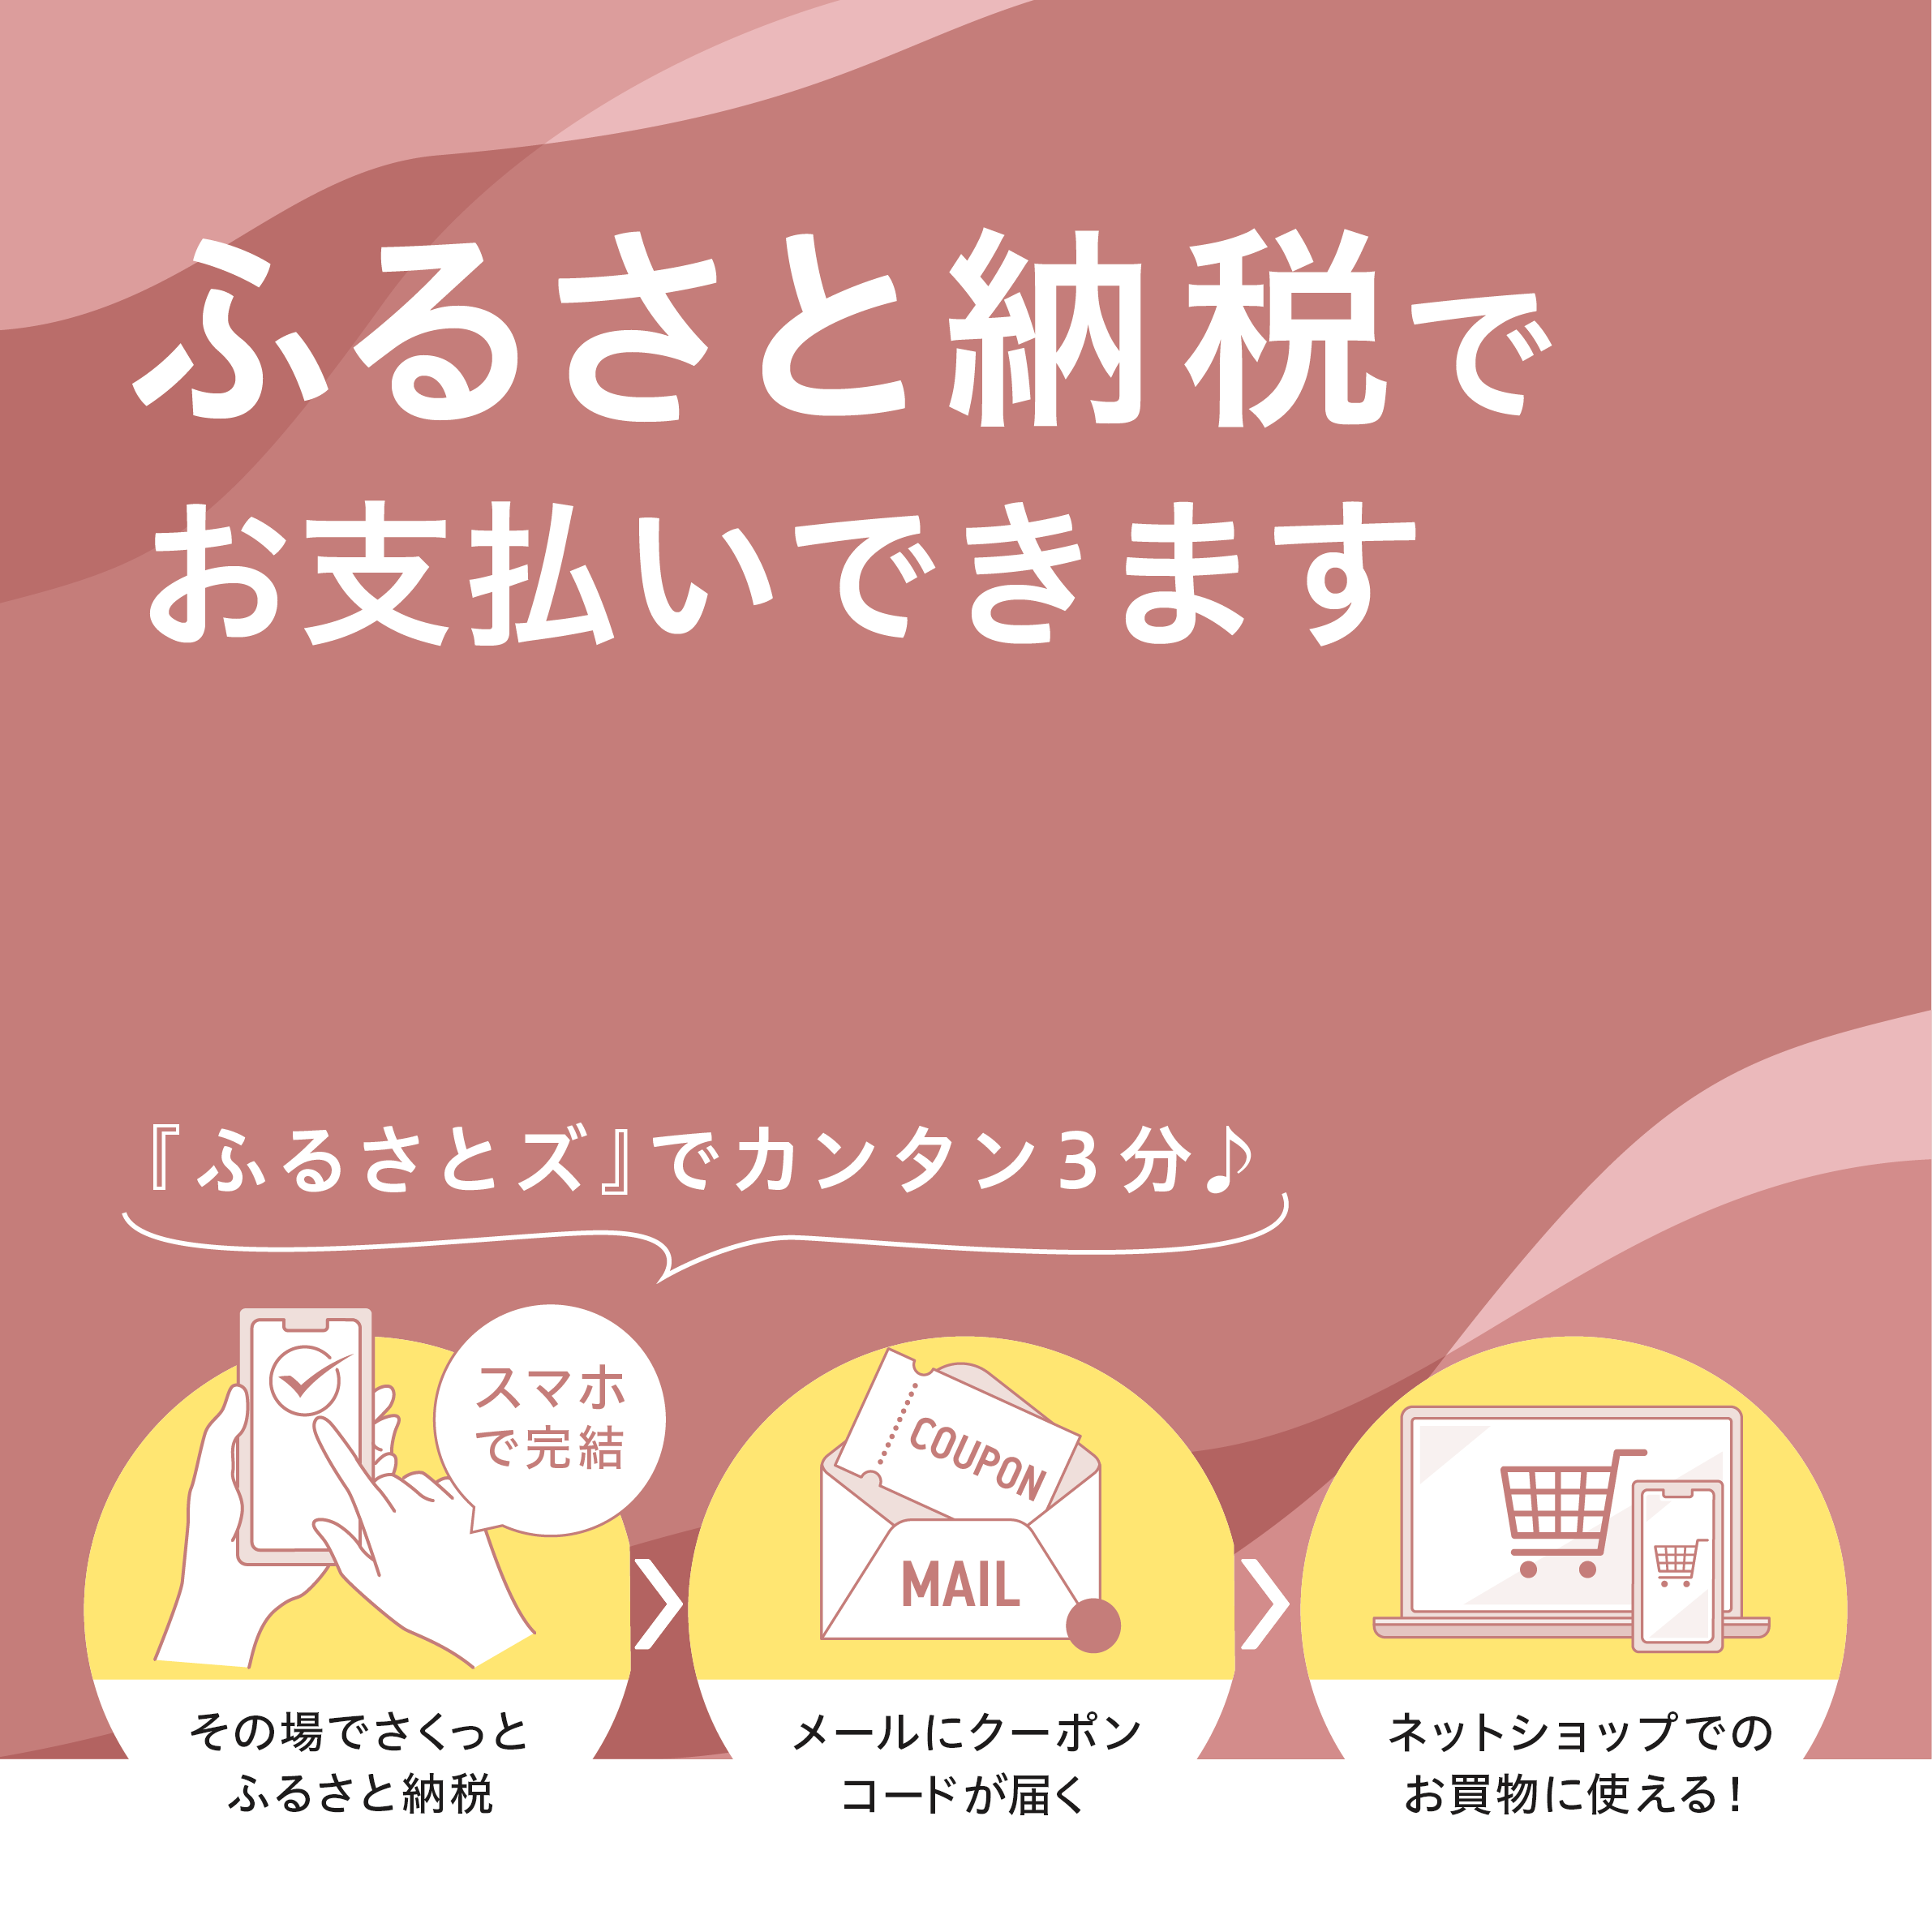 ふるさと納税で
お支払いできます
『ふるさとズ』でカンタン3分♪
スマホ
で完結
COUPON
MAIL
その場でさくっと
ふるさと納税
メールにクーポン
コードが届く
ネットショップでの
お買物に使える!